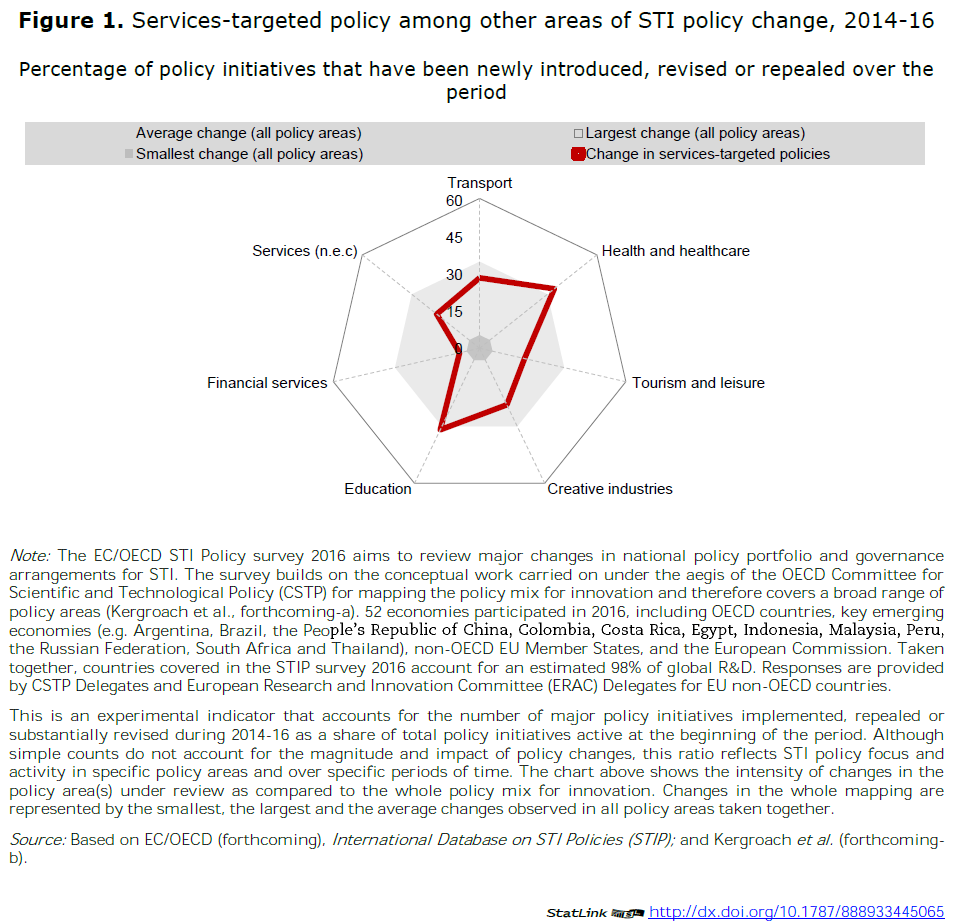 Figure 1. Services-targeted policy among other areas of STI policy change, 2014-16
Percentage of policy initiatives that have been newly introduced, revised or repealed over the
period
Average change (all policy areas)
Largest change (all policy areas)
Smallest change (all policy areas)
Change in services-targeted policies
Transport
60
45
30
15
0
Services (n.e.c)
Health and healthcare
Financial services
Tourism and leisure
Education
Creative industries
Note: The EC/OECD STI Policy survey 2016 aims to review major changes in national policy portfolio and governance
arrangements for STI. The survey builds on the conceptual work carried on under the aegis of the OECD Committee for
Scientific and Technological Policy (CSTP) for mapping the policy mix for innovation and therefore covers a broad range of
policy areas (Kergroach et al., forthcoming-a). 52 economies participated in 2016, including OECD countries, key emerging
economies (e.g. Argentina, Brazil, the People's Republic of China, Colombia, Costa Rica, Egypt, Indonesia, Malaysia, Peru,
the Russian Federation, South Africa and Thailand), non-OECD EU Member States, and the European Commission. Taken
together, countries covered in the STIP survey 2016 account for an estimated 98% of global R&D. Responses are provided
by CSTP Delegates and European Research and Innovation Committee (ERAC) Delegates for EU non-OECD countries.
This is an experimental indicator that accounts for the number of major policy initiatives implemented, repealed or
substantially revised during 2014-16 as a share of total policy initiatives active at the beginning of the period. Although
simple counts do not account for the magnitude and impact of policy changes, this ratio reflects STI policy focus and
activity in specific policy areas and over specific periods of time. The chart above shows the intensity of changes in the
policy area(s) under review as compared to the whole policy mix for innovation. Changes in the whole mapping are
represented by the smallest, the largest and the average changes observed in all policy areas taken together.
Source: Based on EC/OECD (forthcoming), International Database on STI Policies (STIP); and Kergroach et al. (forthcoming-
b).
StatLink http://dx.doi.org/10.1787/888933445065